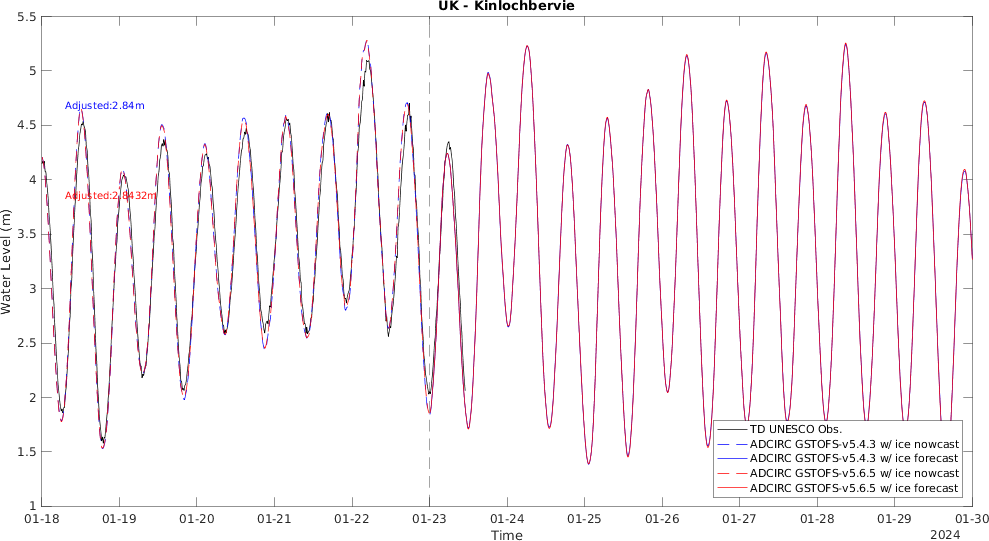 UK - Kinlochbervie
5.5
5
4.5
4
3.5
3
2.5
2
1.5
1
Water Level (m)
Adjusted:2.84m
Adjusted:2.8432m
TD UNESCO Obs.
ADCIRC GSTOFS-v5.4.3 w/ ice nowcast
ADCIRC GSTOFS-v5.4.3 w/ ice forecast
ADCIRC GSTOFS-v5.6.5 w/ ice nowcast
ADCIRC GSTOFS-v5.6.5 w/ ice forecast
01-18 01-19 01-20 01-21 01-22 01-23 01-24 01-25 01-26 01-27 01-28 01-29 01-30
Time
2024